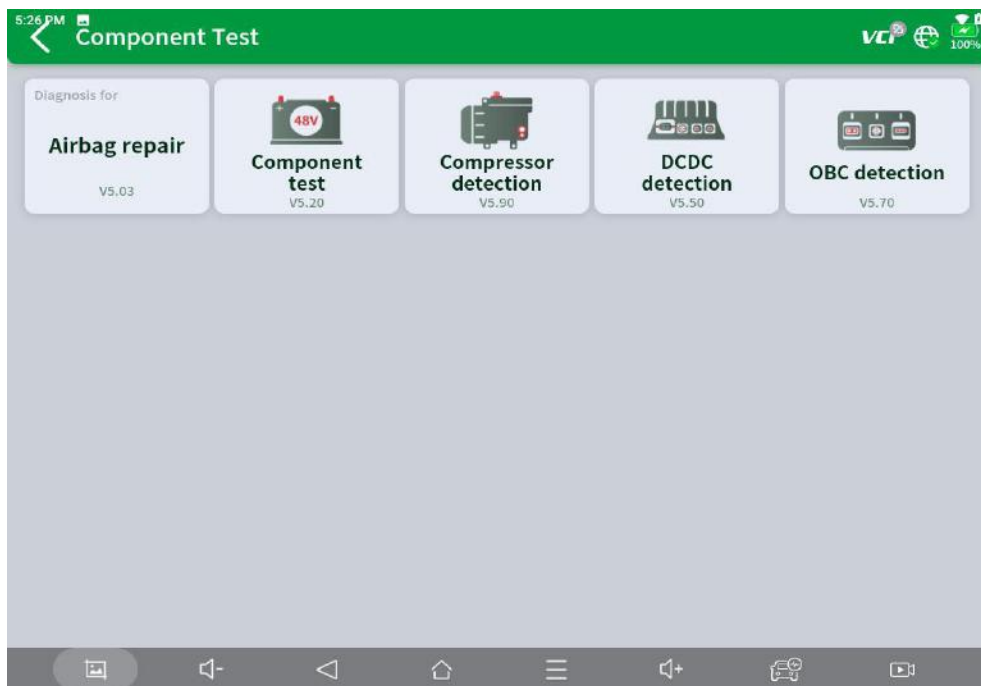 5:26 PM
Component Test
VCI
100%
Diagnosis for
Airbag repair
V5.03
48V
Component
test
V5.20
Compressor
detection
V5.90
DCDC
detection
V5.50
OBC detection
V5.70